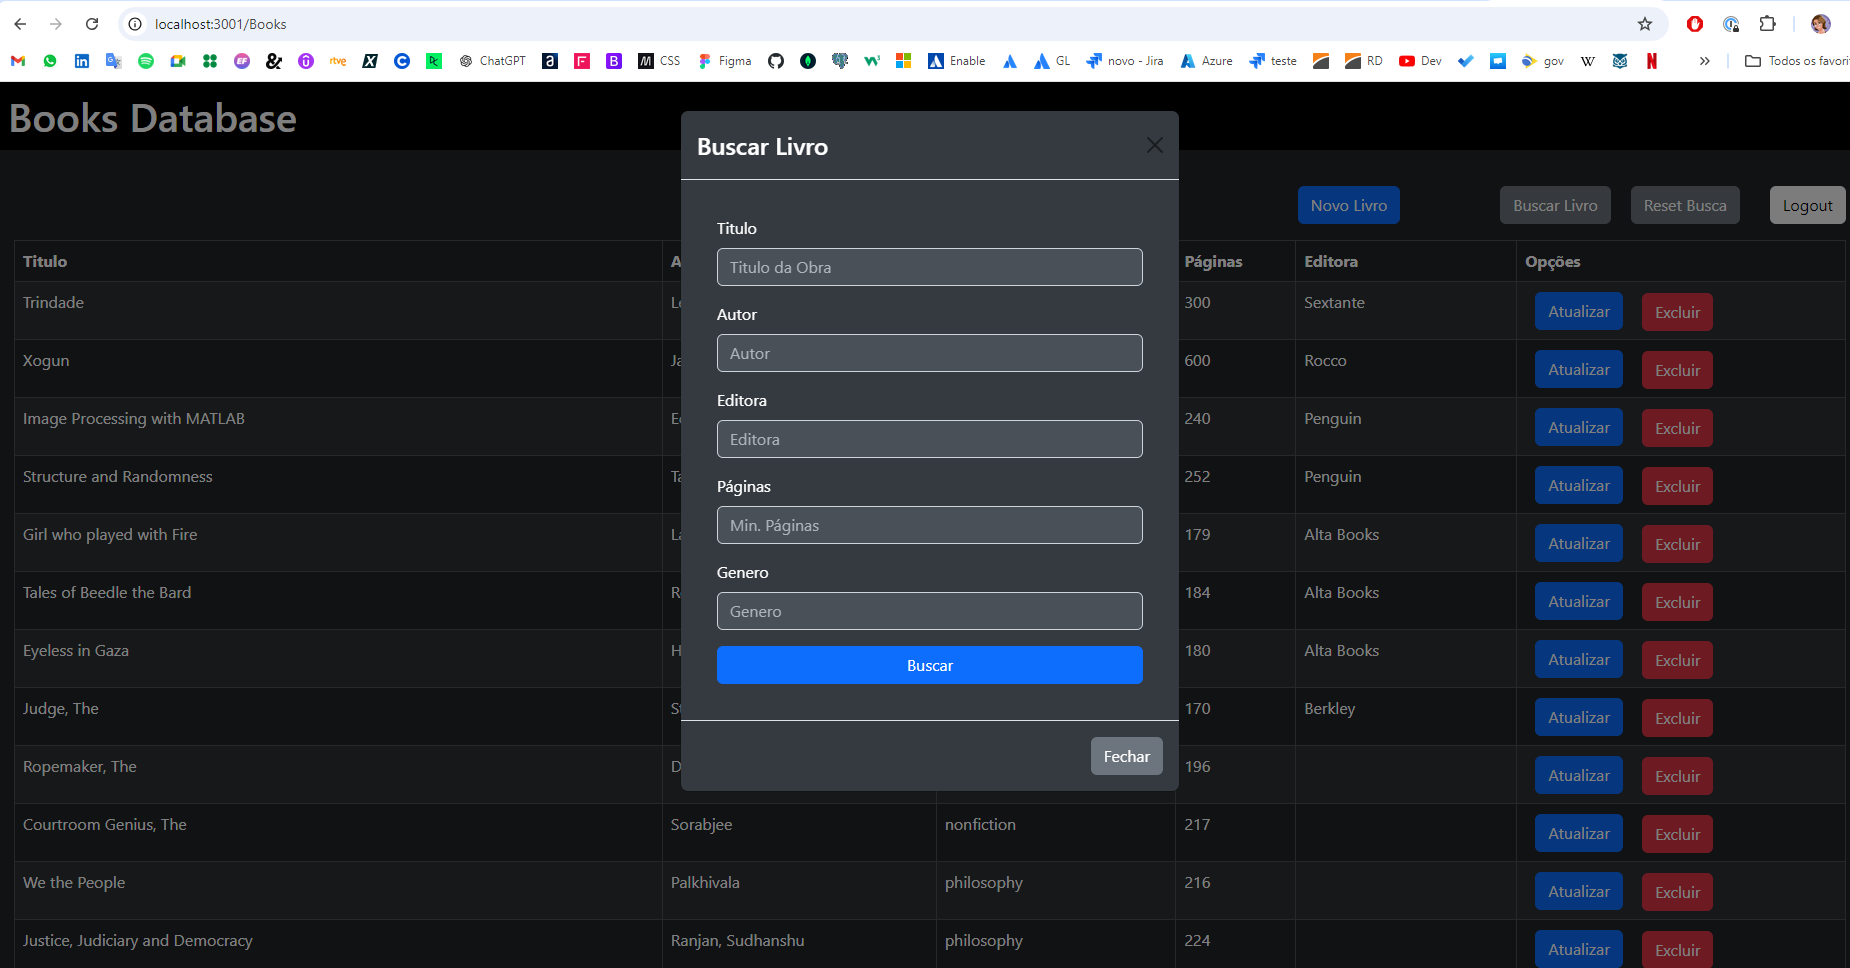 localhost:3001/Books
ChatGPT
CSS
Figma
Enable
GL
novo - Jira
Azure
teste
RD
Dev
gov
Todos os favori
Books Database
Buscar Livro
Novo Livro
Buscar Livro
Reset Busca
Logout
Titulo
Titulo da Obra
Autor
Autor
Editora
Editora
Páginas
Min. Páginas
Genero
Genero
Buscar
Fechar
Titulo A Páginas Editora Opções
Trindade Le 300 Sextante Atualizar Excluir
Xogun Ja 600 Rocco Atualizar Excluir
Image Processing with MATLAB 240 Penguin Atualizar Excluir
Structure and Randomness Ta 252 Penguin Atualizar Excluir
Girl who played with Fire La 179 Alta Books Atualizar Excluir
Tales of Beedle the Bard 184 Alta Books Atualizar Excluir
Eyeless in Gaza H 180 Alta Books Atualizar Excluir
Judge, The St 170 Berkley Atualizar Excluir
Ropemaker, The D 196 Atualizar Excluir
Courtroom Genius, The Sorabjee nonfiction 217 Atualizar Excluir
We the People Palkhivala philosophy 216 Atualizar Excluir
Justice, Judiciary and Democracy Ranjan, Sudhanshu philosophy 224 Atualizar Excluir